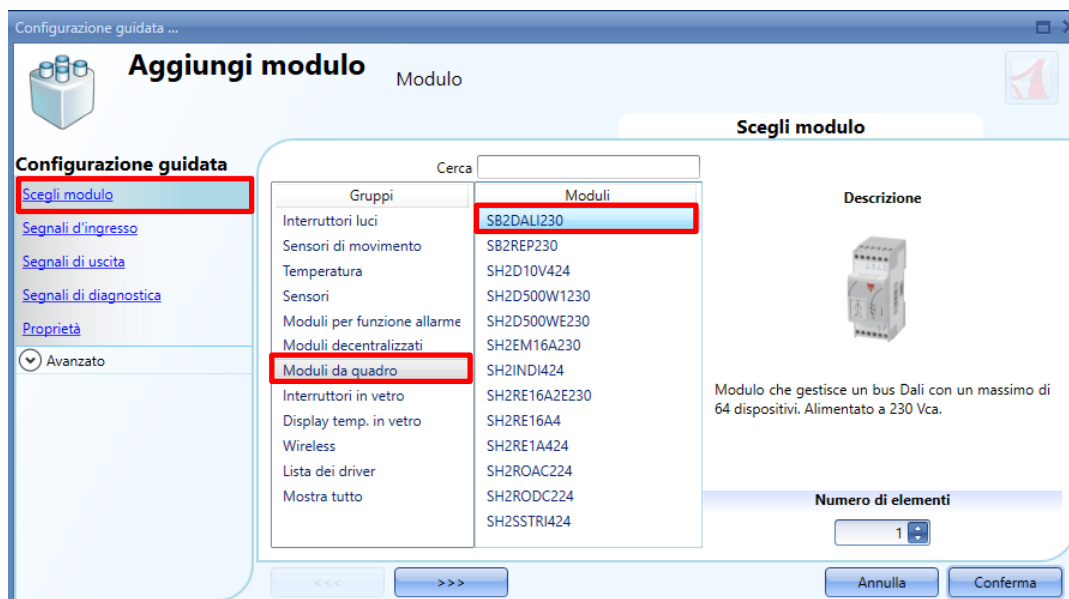 Configurazione guidata ...
Aggiungi modulo
Modulo
Scegli modulo
Configurazione guidata
Scegli modulo
Segnali d'ingresso
Segnali di uscita
Segnali di diagnostica
Proprietà
Avanzato
Cerca
Gruppi
Interruttori luci
Sensori di movimento
Temperatura
Sensori
Moduli per funzione allarme
Moduli decentralizzati
Moduli da quadro
Interruttori in vetro
Display temp. in vetro
Wireless
Lista dei driver
Mostra tutto
Moduli
SB2DALI230
SB2REP230
SH2D10V424
SH2D500W1230
SH2D500WE230
SH2EM16A230
SH2INDI424
SH2RE16A2E230
SH2RE16A4
SH2RE1A424
SH2ROAC224
SH2RODC224
SH2SSTRI424
Descrizione
Modulo che gestisce un bus Dali con un massimo di
64 dispositivi. Alimentato a 230 Vca.
Numero di elementi
1
<<<
>>>
Annulla
Conferma